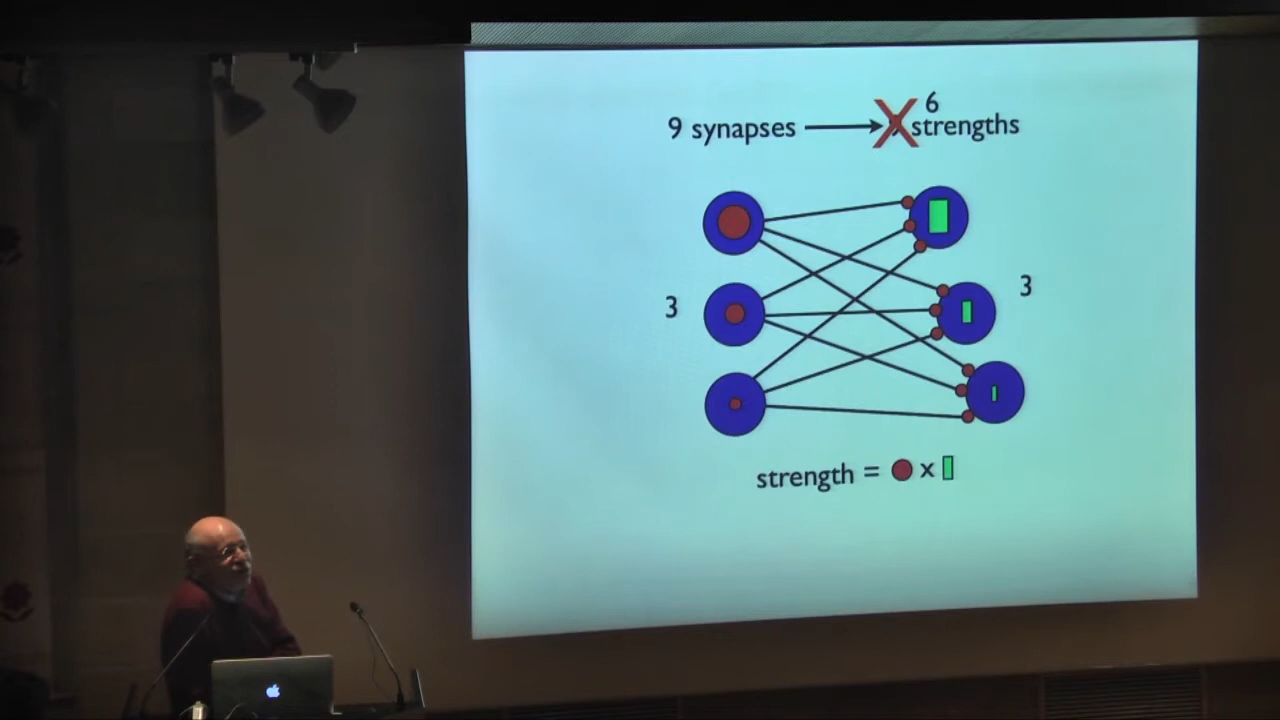 6
9 synapses → strengths
3
3
strength = x